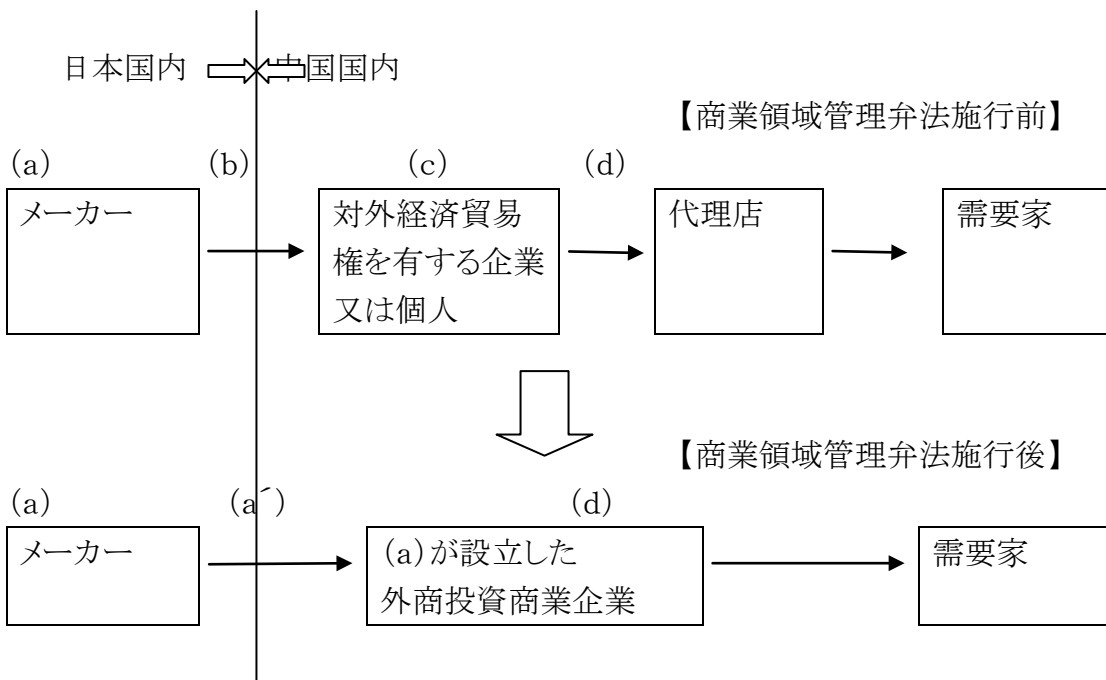 日本国内 中国国内
【商業領域管理弁法施行前】
(a) (b) (c) (d)
メーカー
対外経済貿易
権を有する企業
又は個人
代理店
需要家
【商業領域管理弁法施行後】
(a) (a´) (d)
メーカー
(a)が設立した
外商投資商業企業
需要家